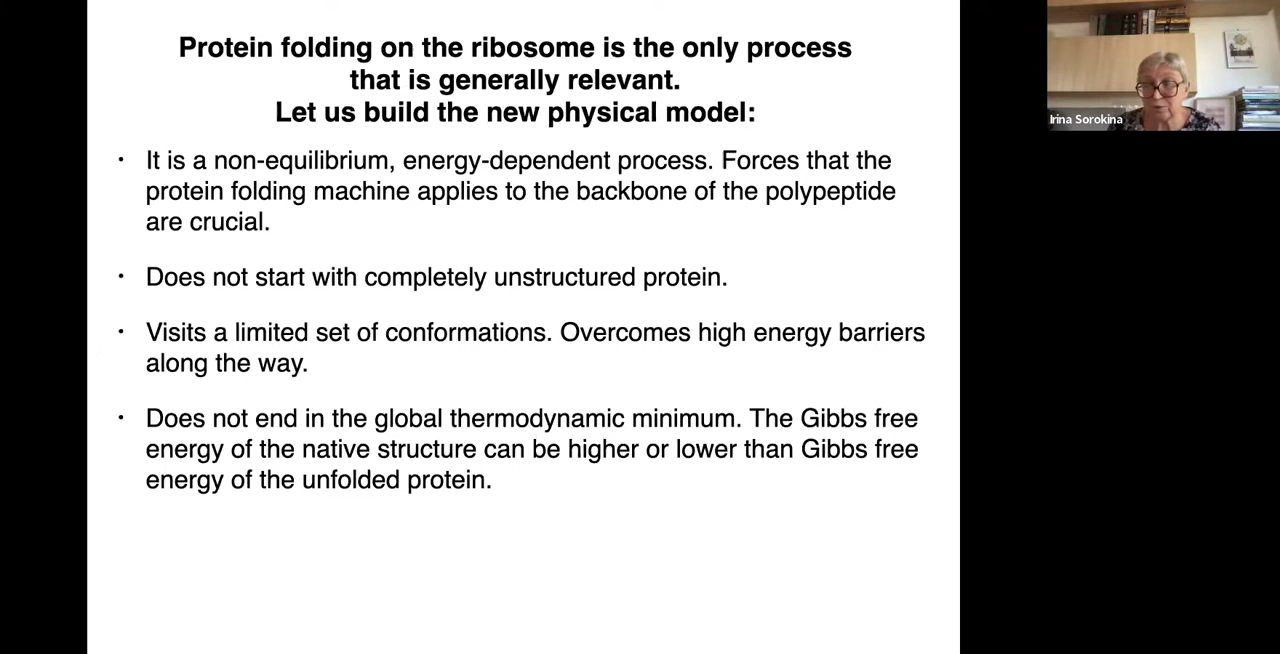 Protein folding on the ribosome is the only process
that is generally relevant.
Let us build the new physical model:
• It is a non-equilibrium, energy-dependent process. Forces that the
protein folding machine applies to the backbone of the polypeptide
are crucial.
• Does not start with completely unstructured protein.
• Visits a limited set of conformations. Overcomes high energy barriers
along the way.
• Does not end in the global thermodynamic minimum. The Gibbs free
energy of the native structure can be higher or lower than Gibbs free
energy of the unfolded protein.
Irina Sorokina